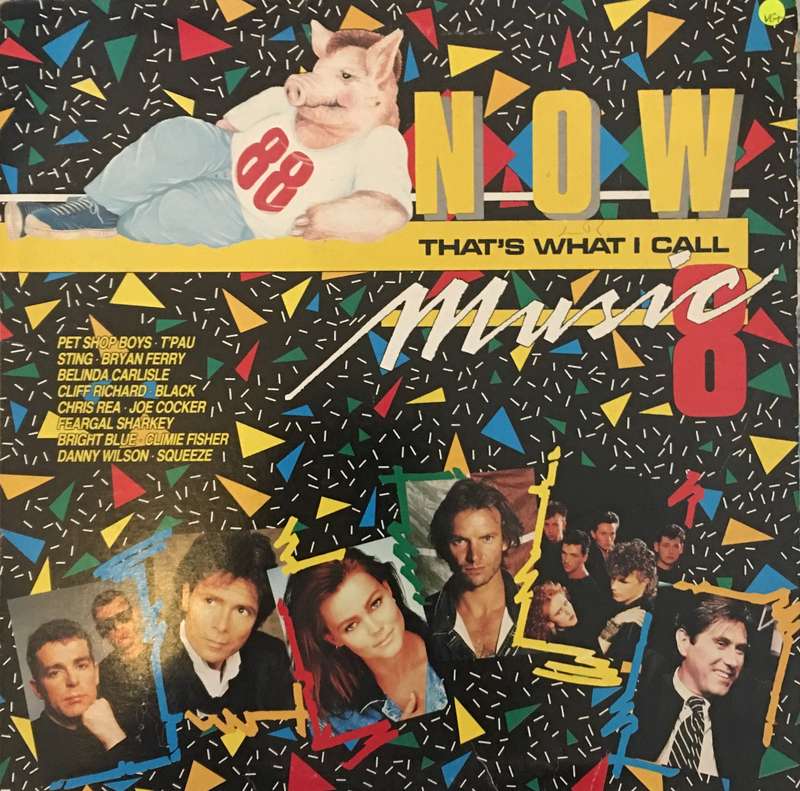 88
NOW
THAT'S WHAT I CALL
Music
8
PET SHOP BOYS · T'PAU
STING · BRYAN FERRY
BELINDA CARLISLE
CLIFF RICHARD · BLACK
CHRIS REA · JOE COCKER
FEARGAL SHARKEY
BRIGHT BLUE · CLIMIE FISHER
DANNY WILSON · SQUEEZE